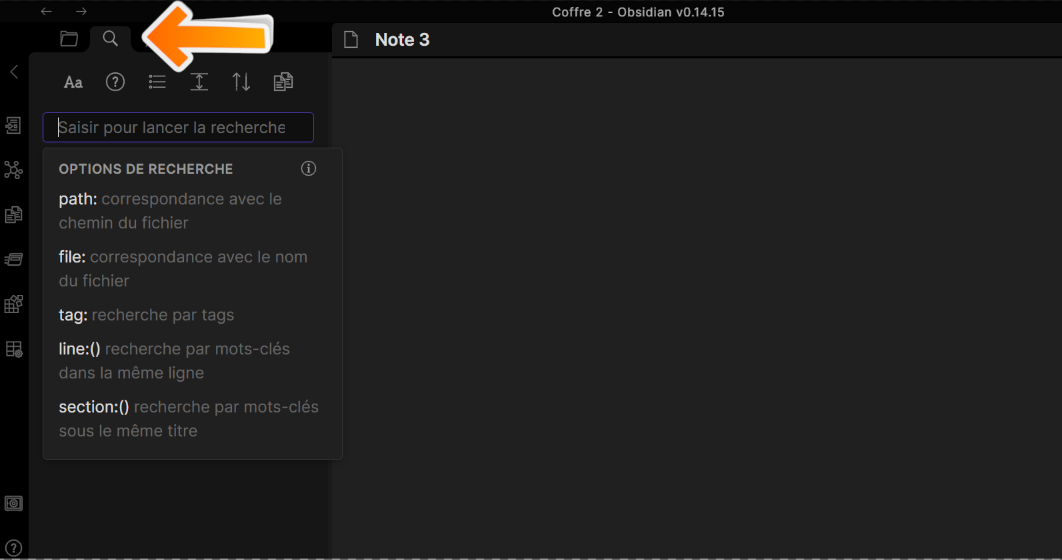 Coffre 2 - Obsidian v0.14.15
Note 3
Aa
Saisir pour lancer la recherche
OPTIONS DE RECHERCHE
path: correspondance avec le
chemin du fichier
file: correspondance avec le nom
du fichier
tag: recherche par tags
line:() recherche par mots-clés
dans la même ligne
section:() recherche par mots-clés
sous le même titre